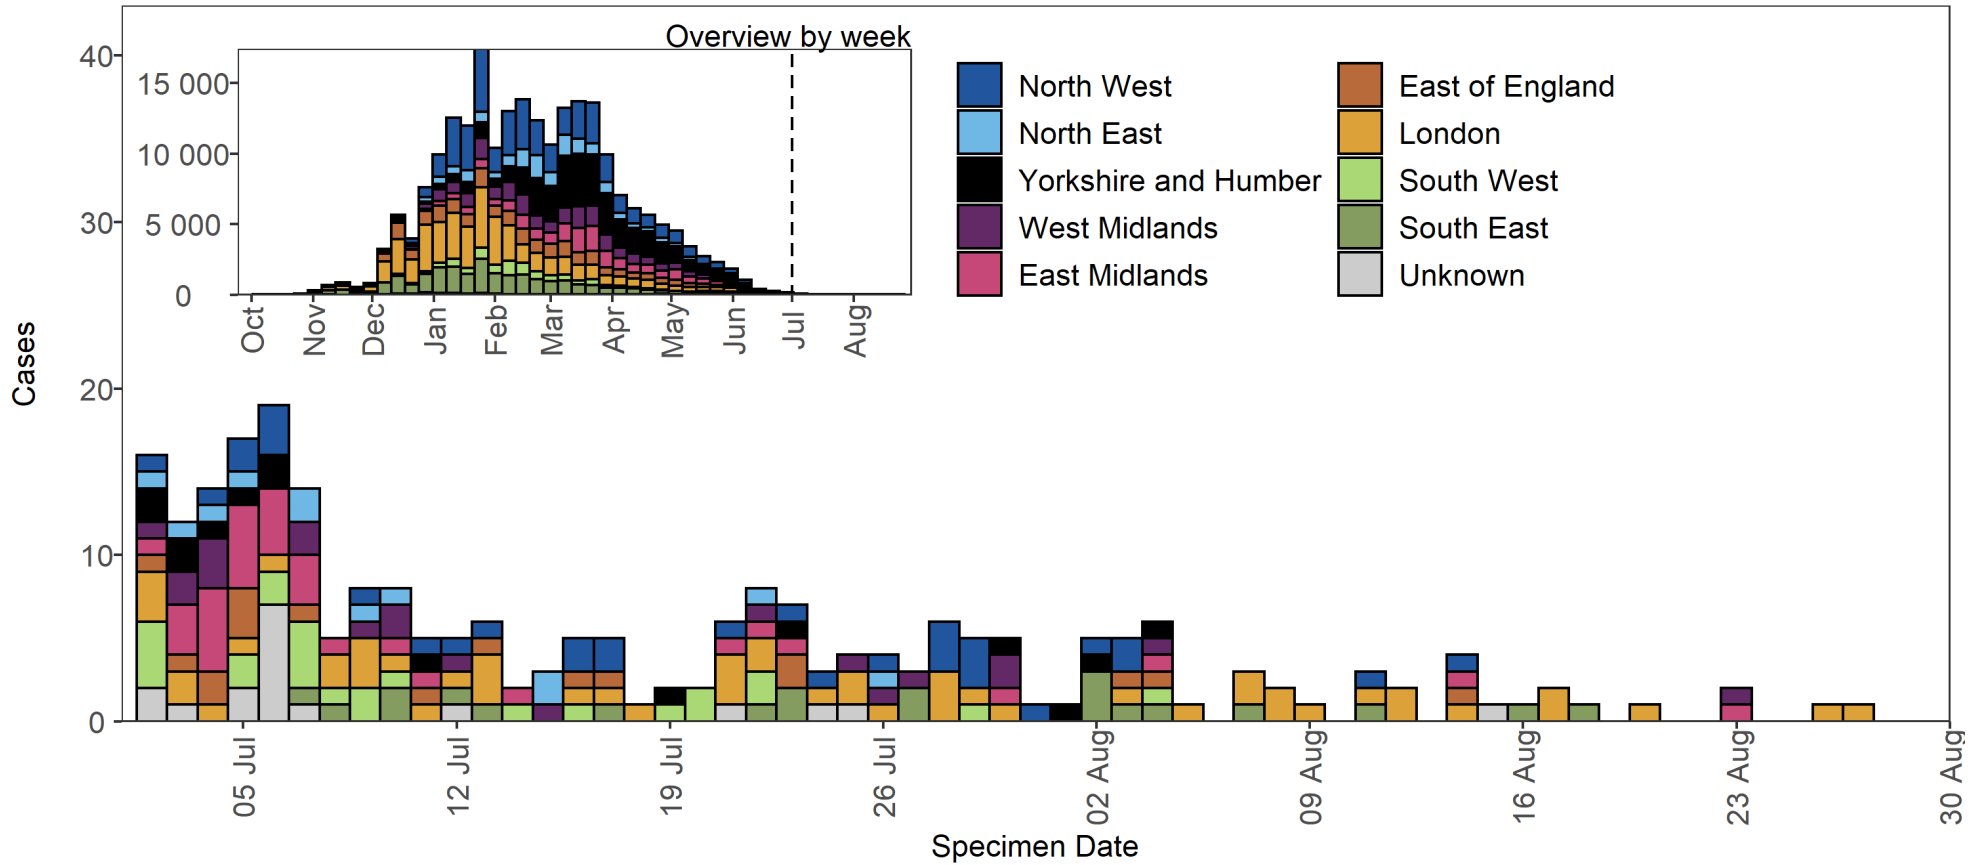 Overview by week
40
30
20
10
0
Cases
15 000
10 000
5 000
0
Oct
Nov
Dec
Jan
Feb
Mar
Apr
May
Jun
Jul
Aug
North West
North East
Yorkshire and Humber
West Midlands
East Midlands
East of England
London
South West
South East
Unknown
05 Jul
12 Jul
19 Jul
26 Jul
02 Aug
09 Aug
16 Aug
23 Aug
30 Aug
Specimen Date